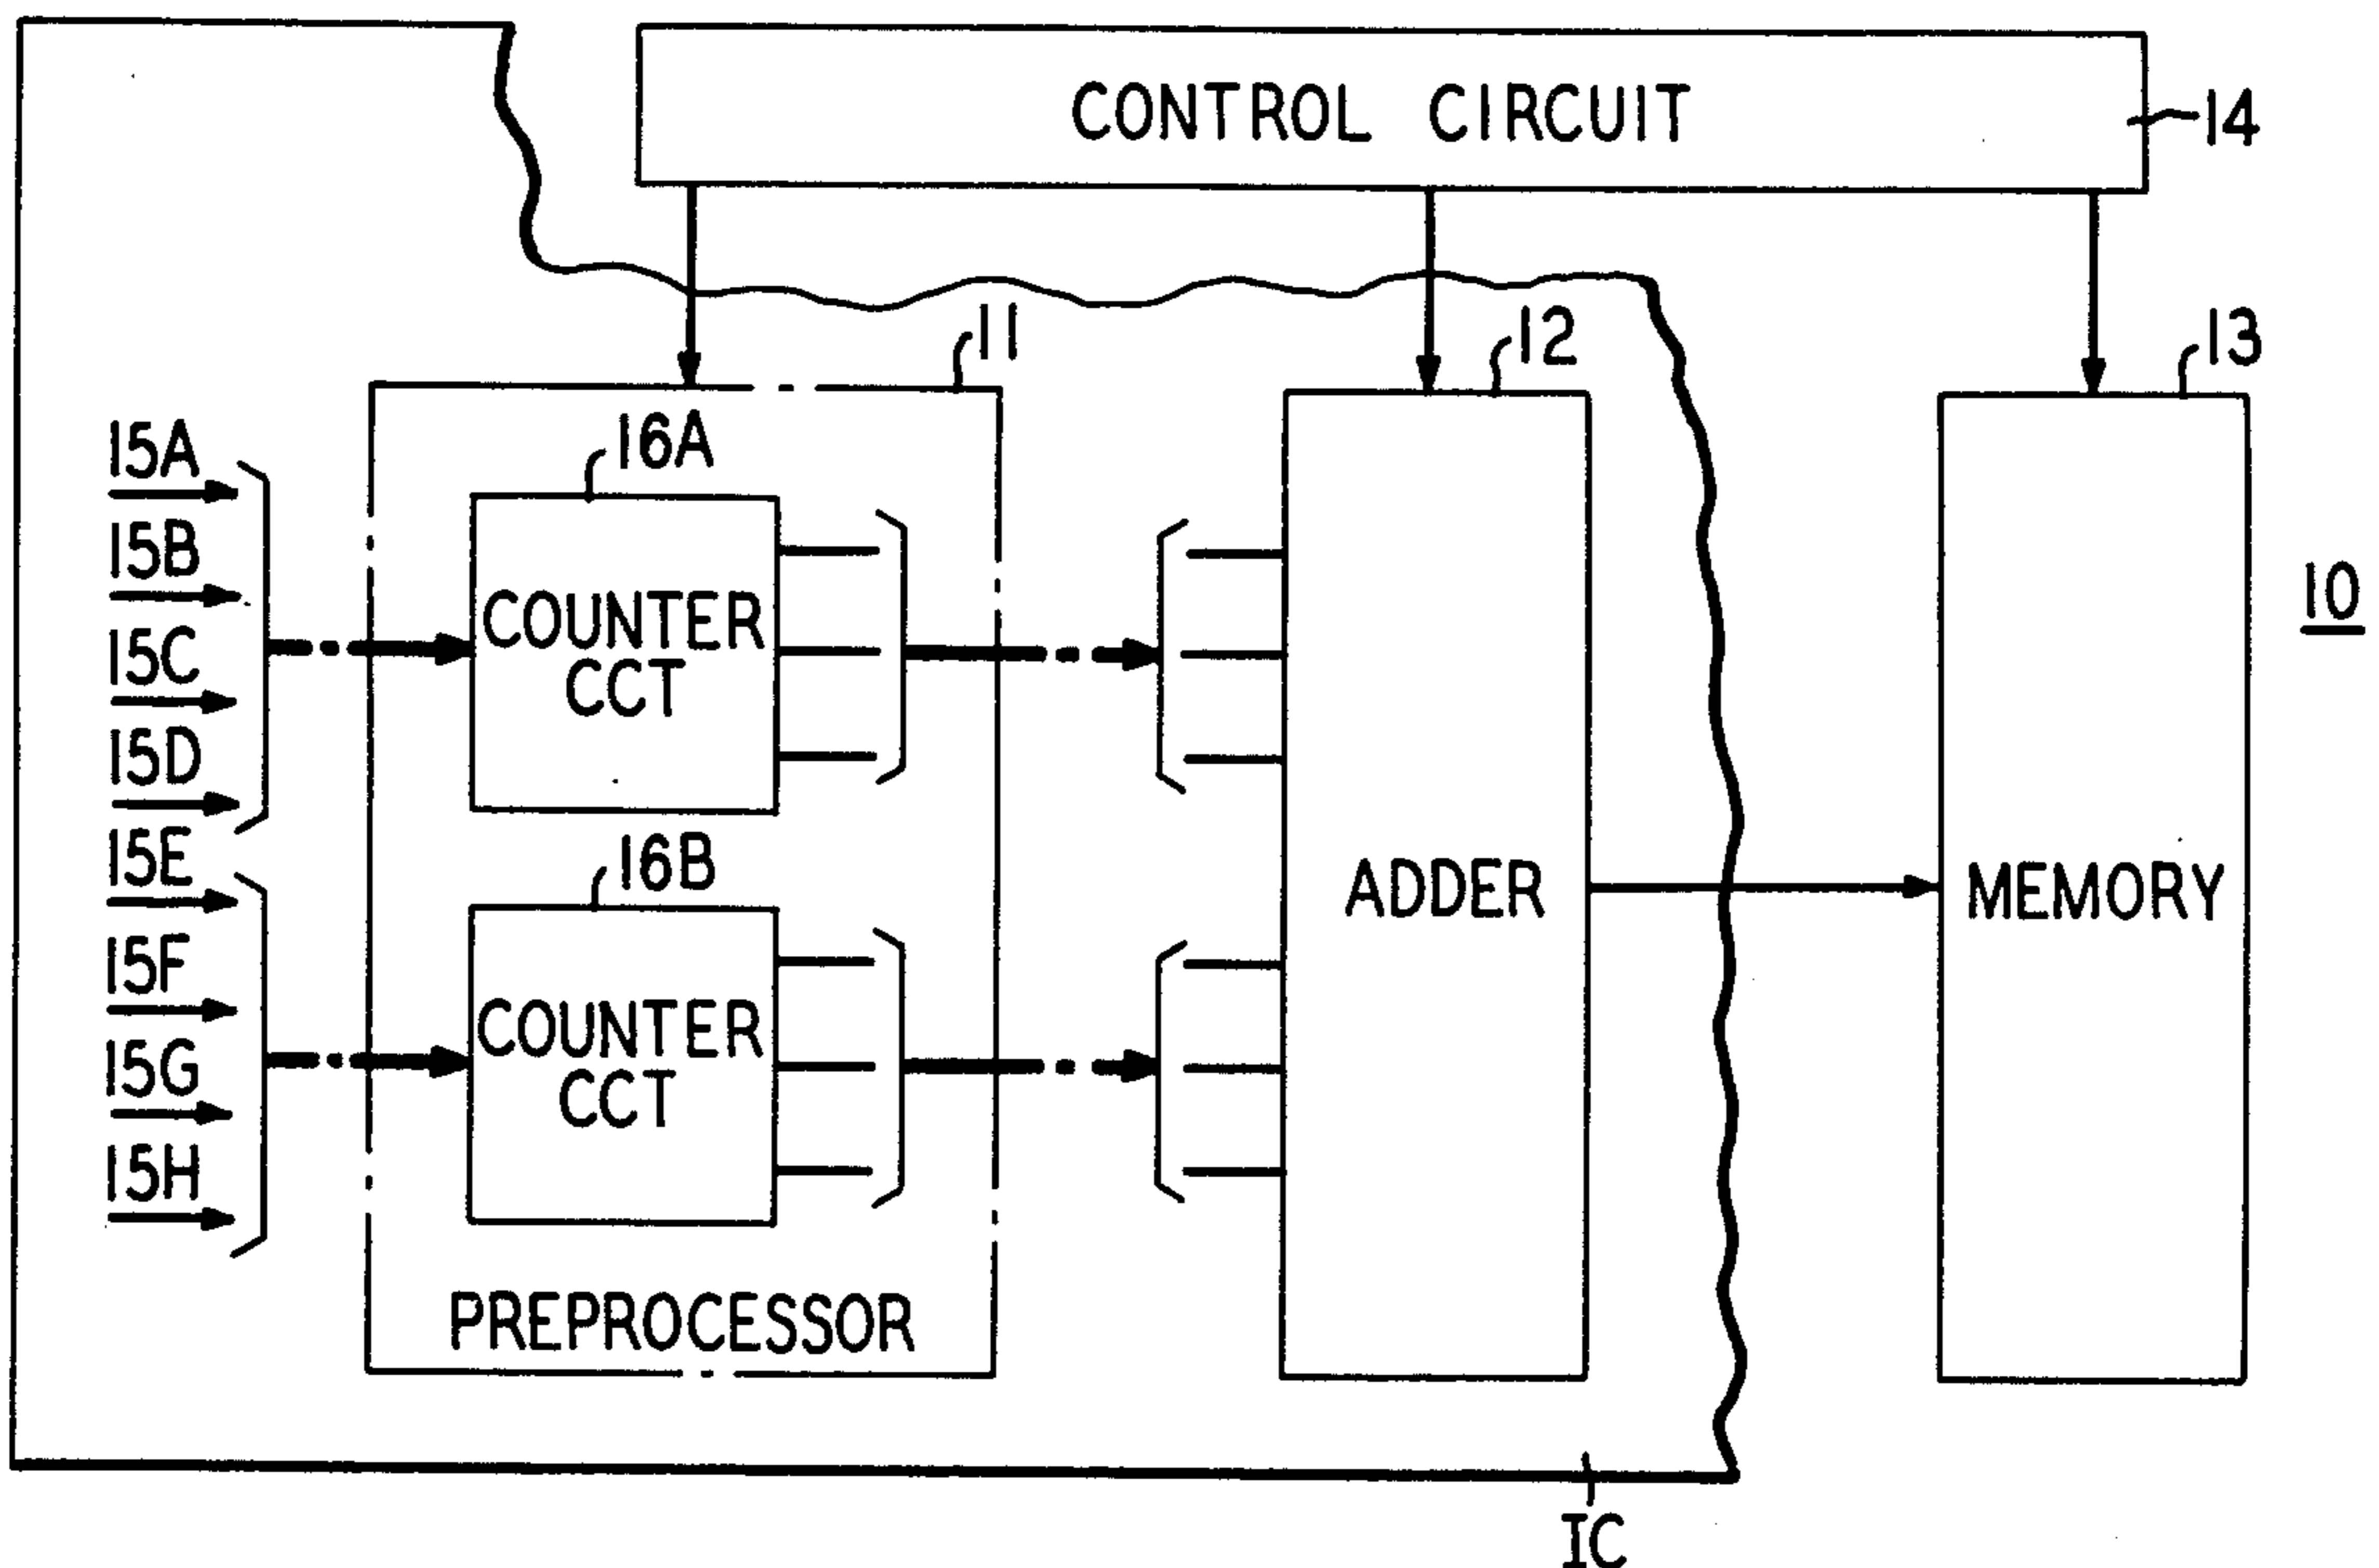 CONTROL CIRCUIT
14
11
12
13
15A
15B
15C
15D
15E
15F
15G
15H
16A
COUNTER
CCT
16B
COUNTER
CCT
PREPROCESSOR
ADDER
MEMORY
10
IC